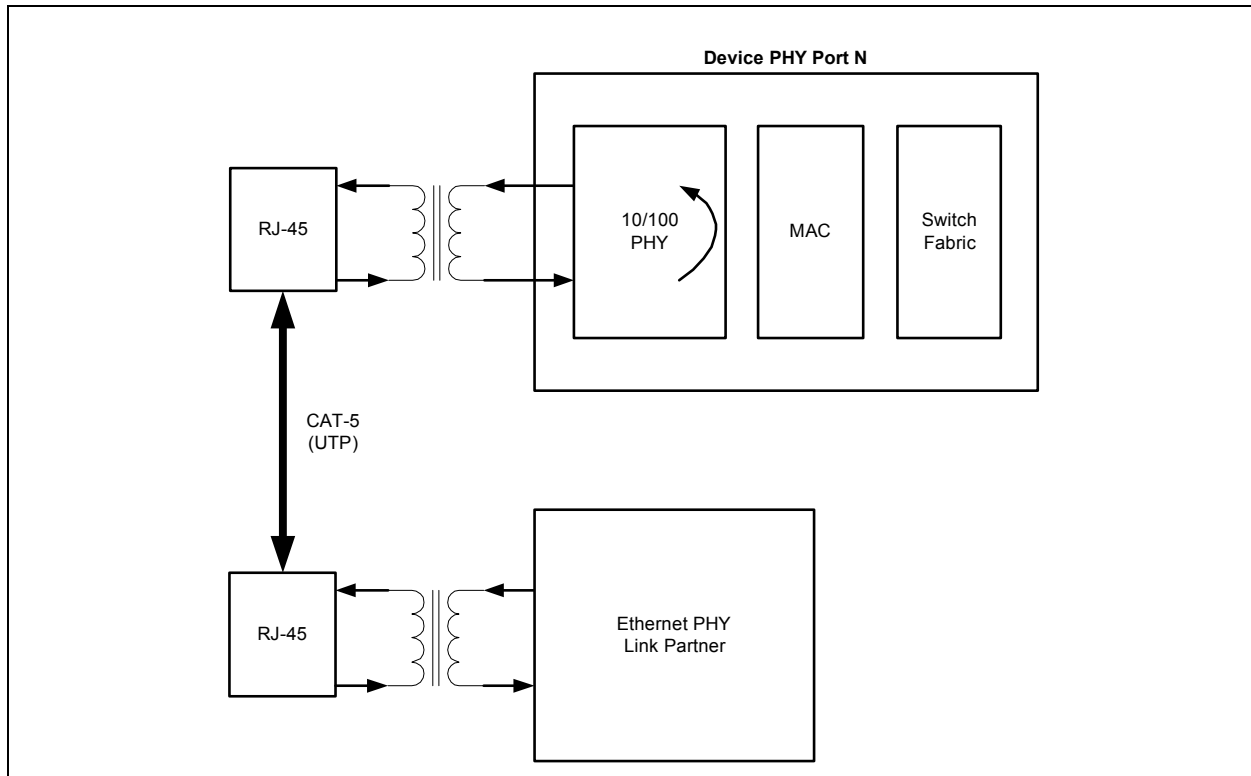 Device PHY Port N
RJ-45
10/100
PHY
MAC
Switch
Fabric
CAT-5
(UTP)
RJ-45
Ethernet PHY
Link Partner